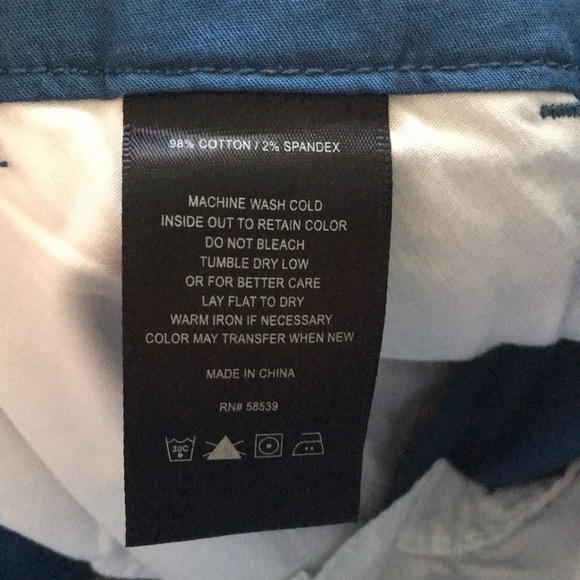 98% COTTON / 2% SPANDEX
MACHINE WASH COLD
INSIDE OUT TO RETAIN COLOR
DO NOT BLEACH
TUMBLE DRY LOW
OR FOR BETTER CARE
LAY FLAT TO DRY
WARM IRON IF NECESSARY
COLOR MAY TRANSFER WHEN NEW
MADE IN CHINA
RN# 58539
30C